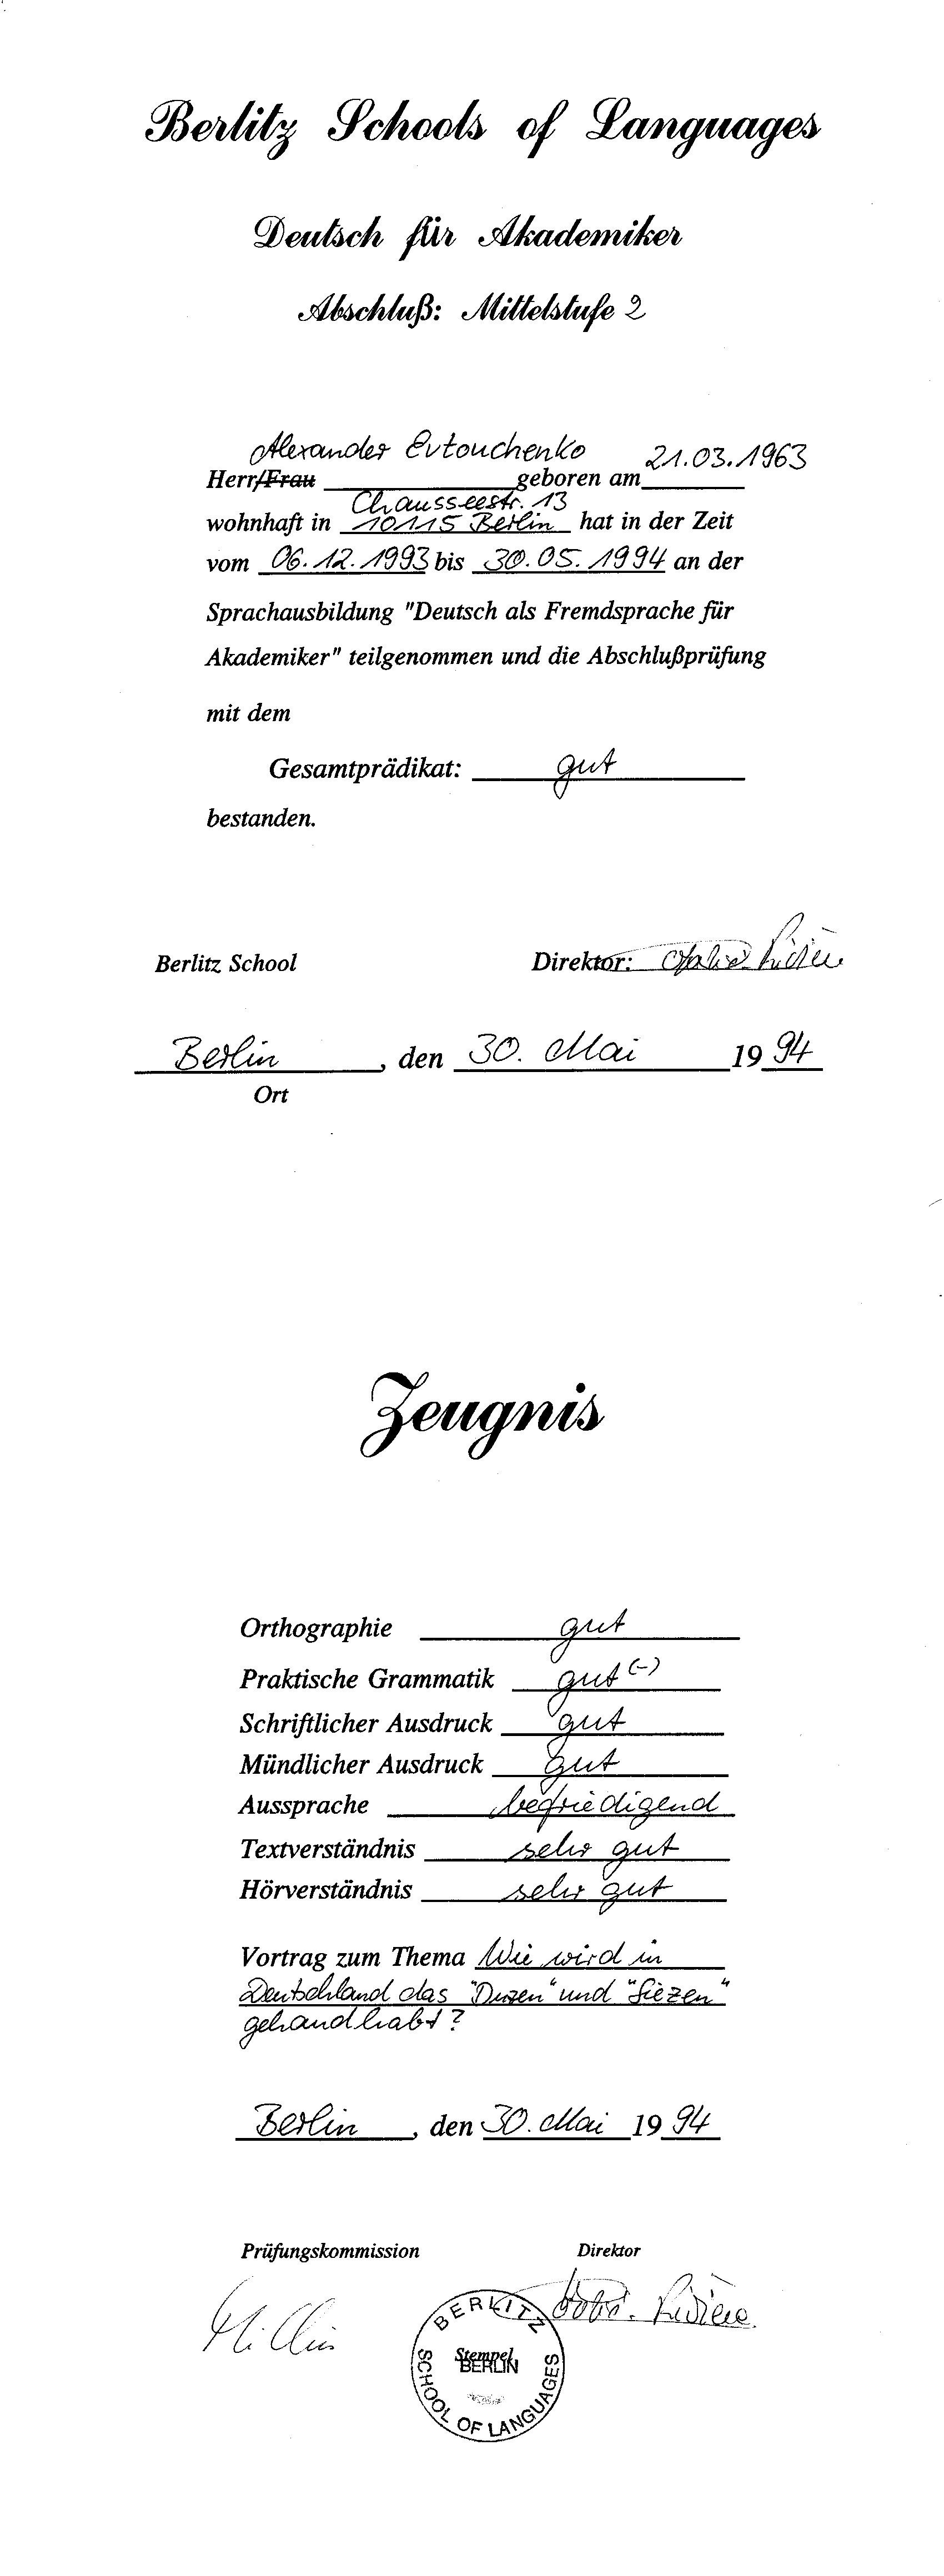 Berlitz Schools of Languages
Deutsch für Akademiker
Abschluß: Mittelstufe 2
Alexander Evtouchenko 21.03.1963
Herr/Frau geboren am
Chausseestr. 13
wohnhaft in 10115 Berlin hat in der Zeit
vom 06.12.1993 bis 30.05.1994 an der
Sprachausbildung "Deutsch als Fremdsprache für
Akademiker" teilgenommen und die Abschlußprüfung
mit dem
Gesamtprädikat: gut
bestanden.
Berlitz School Direktor:
Berlin, den 30. Mai 1994
Ort
Zeugnis
Orthographie gut
Praktische Grammatik gut (-)
Schriftlicher Ausdruck gut
Mündlicher Ausdruck gut
Aussprache befriedigend
Textverständnis sehr gut
Hörverständnis sehr gut
Vortrag zum Thema Wie wird in
Deutschland das "Duzen" und "Siezen"
gehandhabt?
Berlin, den 30. Mai 1994
Prüfungskommission Direktor
BERLITZ
Stempel
BERLIN
SCHOOL OF LANGUAGES